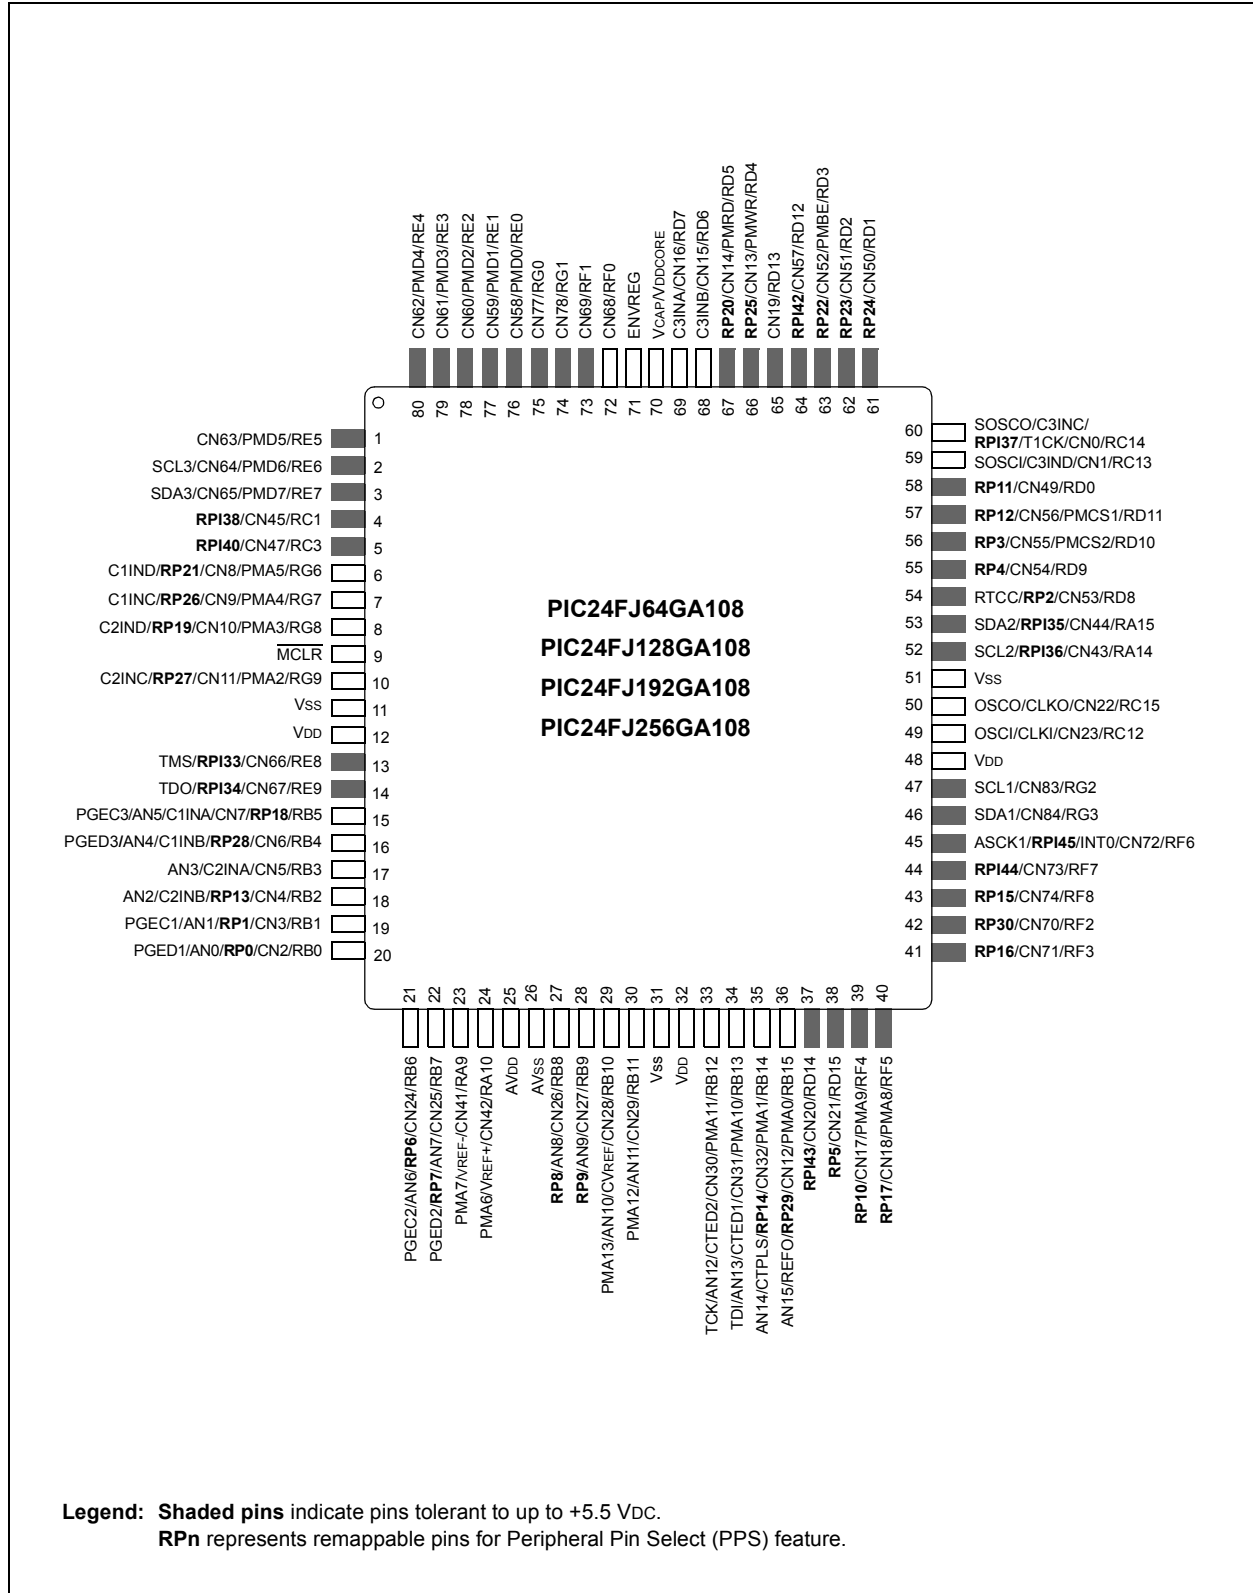 CN62/PMD4/RE4
CN61/PMD3/RE3
CN60/PMD2/RE2
CN59/PMD1/RE1
CN58/PMD0/RE0
CN77/RG0
CN78/RG1
CN69/RF1
CN68/RF0
ENVREG
VCAP/VDDCORE
C3INA/CN16/RD7
C3INB/CN15/RD6
RP20/CN14/PMRD/RD5
RP25/CN13/PMWR/RD4
CN19/RD13
RPI42/CN57/RD12
RP22/CN52/PMBE/RD3
RP23/CN51/RD2
RP24/CN50/RD1
80 79 78 77 76 75 74 73 72 71 70 69 68 67 66 65 64 63 62 61
CN63/PMD5/RE5 1
SCL3/CN64/PMD6/RE6 2
SDA3/CN65/PMD7/RE7 3
RPI38/CN45/RC1 4
RPI40/CN47/RC3 5
C1IND/RP21/CN8/PMA5/RG6 6
C1INC/RP26/CN9/PMA4/RG7 7
C2IND/RP19/CN10/PMA3/RG8 8
MCLR 9
C2INC/RP27/CN11/PMA2/RG9 10
VSS 11
VDD 12
TMS/RPI33/CN66/RE8 13
TDO/RPI34/CN67/RE9 14
PGEC3/AN5/C1INA/CN7/RP18/RB5 15
PGED3/AN4/C1INB/RP28/CN6/RB4 16
AN3/C2INA/CN5/RB3 17
AN2/C2INB/RP13/CN4/RB2 18
PGEC1/AN1/RP1/CN3/RB1 19
PGED1/AN0/RP0/CN2/RB0 20
PIC24FJ64GA108
PIC24FJ128GA108
PIC24FJ192GA108
PIC24FJ256GA108
60 SOSCO/C3INC/
RPI37/T1CK/CN0/RC14
59 SOSCI/C3IND/CN1/RC13
58 RP11/CN49/RD0
57 RP12/CN56/PMCS1/RD11
56 RP3/CN55/PMCS2/RD10
55 RP4/CN54/RD9
54 RTCC/RP2/CN53/RD8
53 SDA2/RPI35/CN44/RA15
52 SCL2/RPI36/CN43/RA14
51 VSS
50 OSCO/CLKO/CN22/RC15
49 OSCI/CLKI/CN23/RC12
48 VDD
47 SCL1/CN83/RG2
46 SDA1/CN84/RG3
45 ASCK1/RPI45/INT0/CN72/RF6
44 RPI44/CN73/RF7
43 RP15/CN74/RF8
42 RP30/CN70/RF2
41 RP16/CN71/RF3
21 22 23 24 25 26 27 28 29 30 31 32 33 34 35 36 37 38 39 40
PGEC2/AN6/RP6/CN24/RB6
PGED2/RP7/AN7/CN25/RB7
PMA7/VREF-/CN41/RA9
PMA6/VREF+/CN42/RA10
AVDD
AVSS
RP8/AN8/CN26/RB8
RP9/AN9/CN27/RB9
PMA13/AN10/CVREF/CN28/RB10
PMA12/AN11/CN29/RB11
VSS
VDD
TCK/AN12/CTED2/CN30/PMA11/RB12
TDI/AN13/CTED1/CN31/PMA10/RB13
AN14/CTPLS/RP14/CN32/PMA1/RB14
AN15/REFO/RP29/CN12/PMA0/RB15
RPI43/CN20/RD14
RP5/CN21/RD15
RP10/CN17/PMA9/RF4
RP17/CN18/PMA8/RF5
Legend: Shaded pins indicate pins tolerant to up to +5.5 VDC.
RPn represents remappable pins for Peripheral Pin Select (PPS) feature.